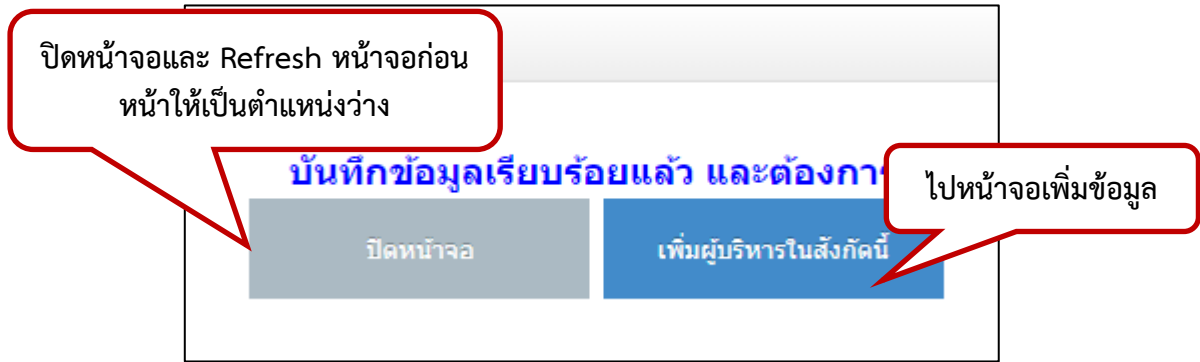 ปิดหน้าจอและ Refresh หน้าจอก่อน
หน้าให้เป็นตำแหน่งว่าง
บันทึกข้อมูลเรียบร้อยแล้ว และต้องการ
ไปหน้าจอเพิ่มข้อมูล
ปิดหน้าจอ
เพิ่มผู้บริหารในสังกัดนี้